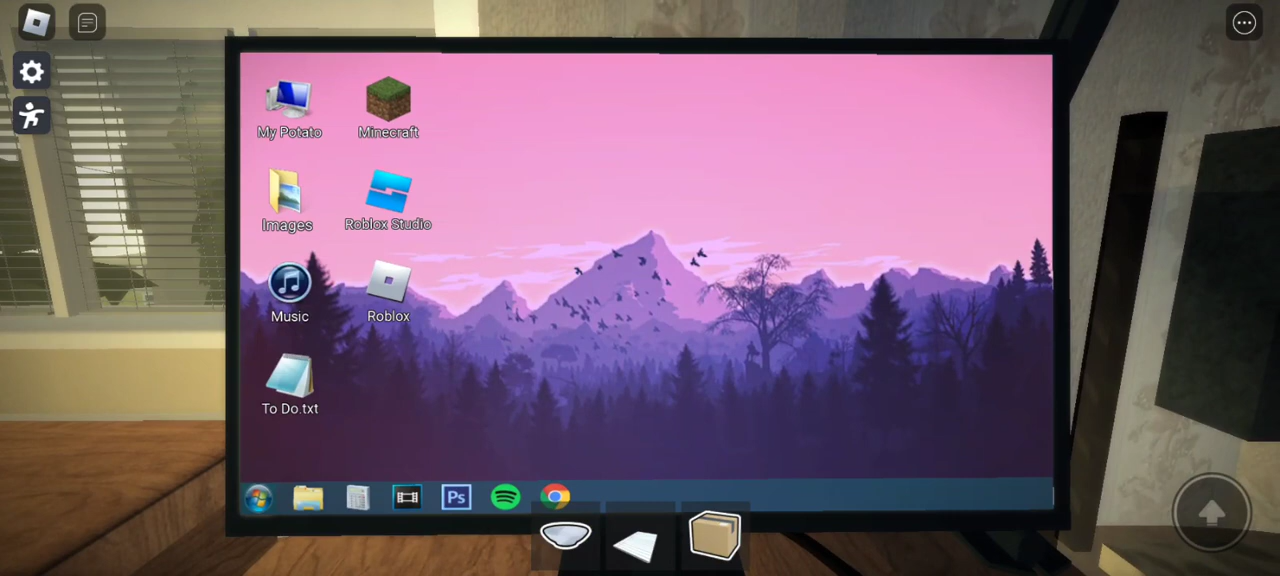 My Potato
Minecraft
Images
Roblox Studio
Music
Roblox
To Do.txt
Ps